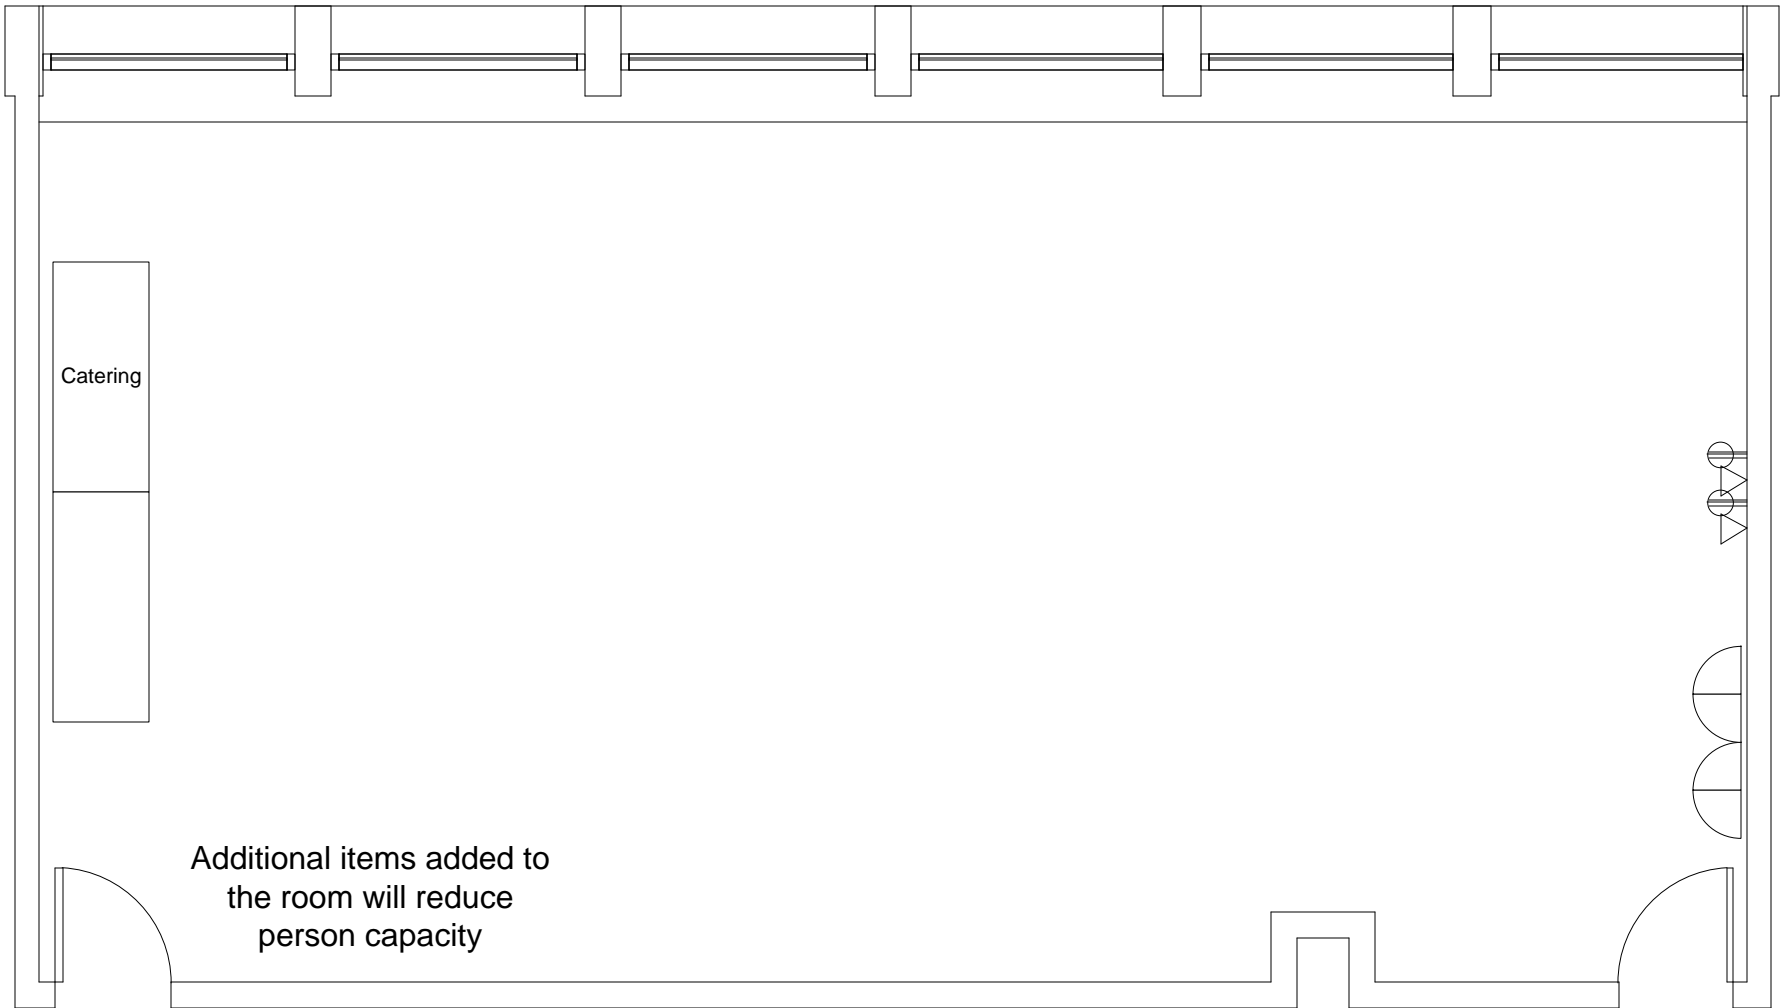 Catering
Additional items added to
the room will reduce
person capacity